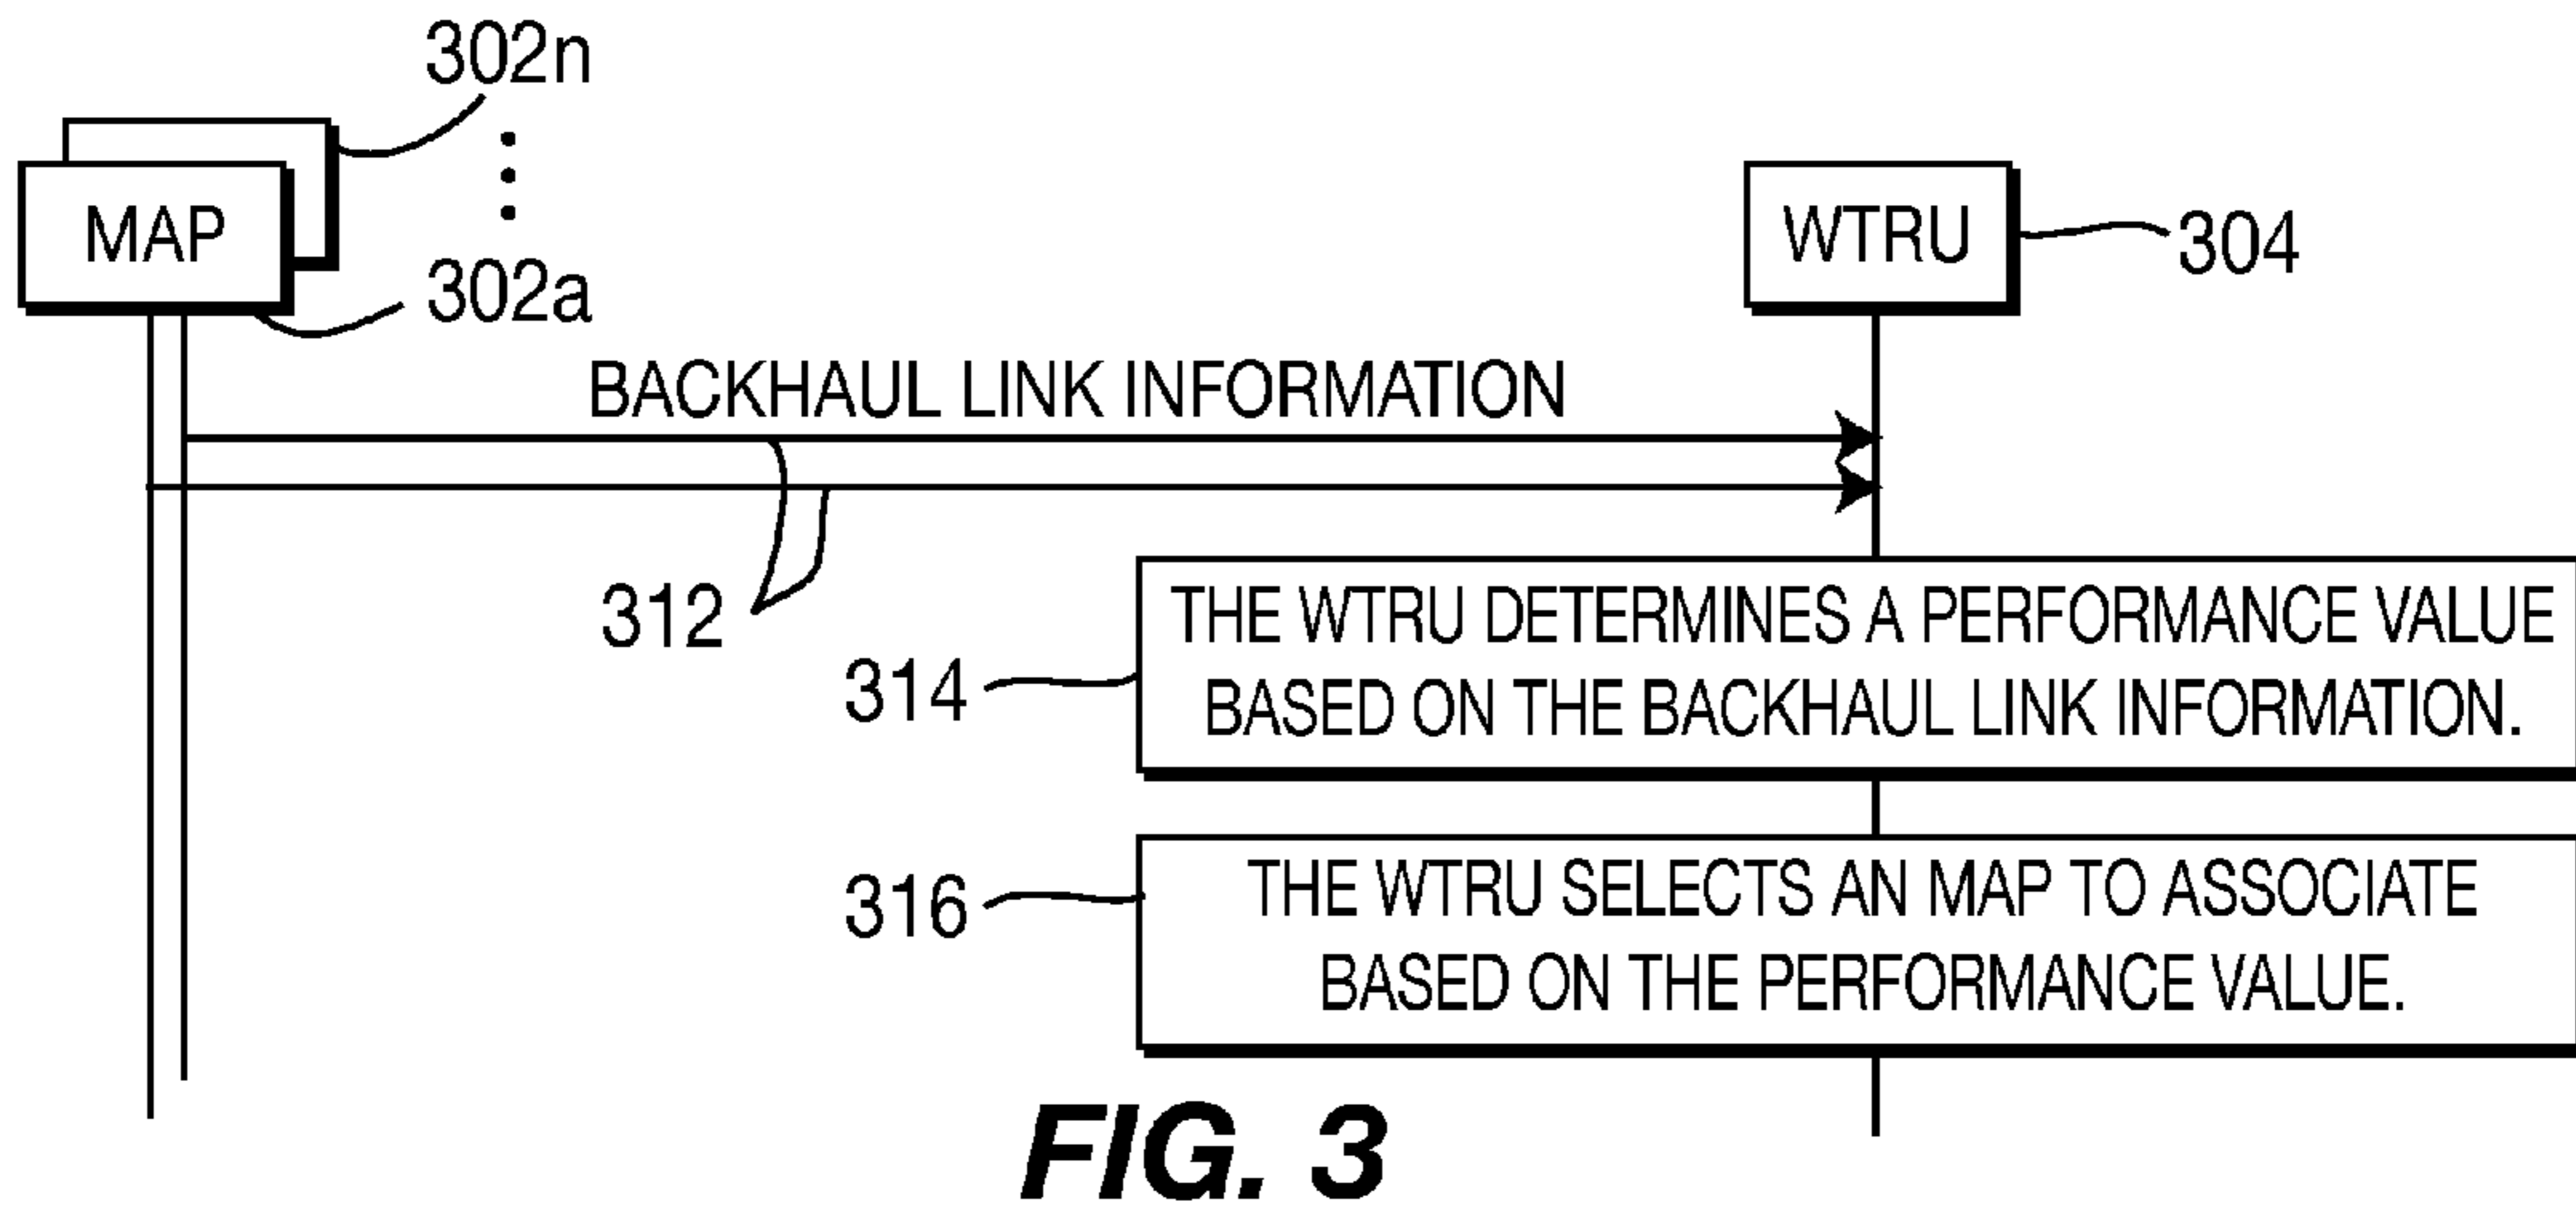 302n
MAP
302a
WTRU
304
BACKHAUL LINK INFORMATION
312
THE WTRU DETERMINES A PERFORMANCE VALUE
BASED ON THE BACKHAUL LINK INFORMATION.
314
THE WTRU SELECTS AN MAP TO ASSOCIATE
BASED ON THE PERFORMANCE VALUE.
316
FIG. 3